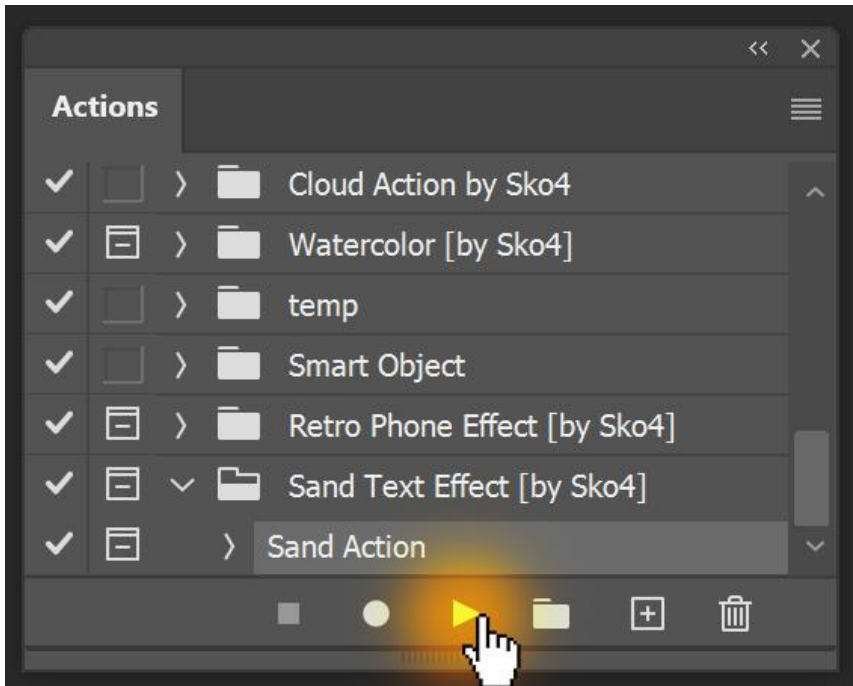 Actions
Cloud Action by Sko4
Watercolor [by Sko4]
temp
Smart Object
Retro Phone Effect [by Sko4]
Sand Text Effect [by Sko4]
Sand Action